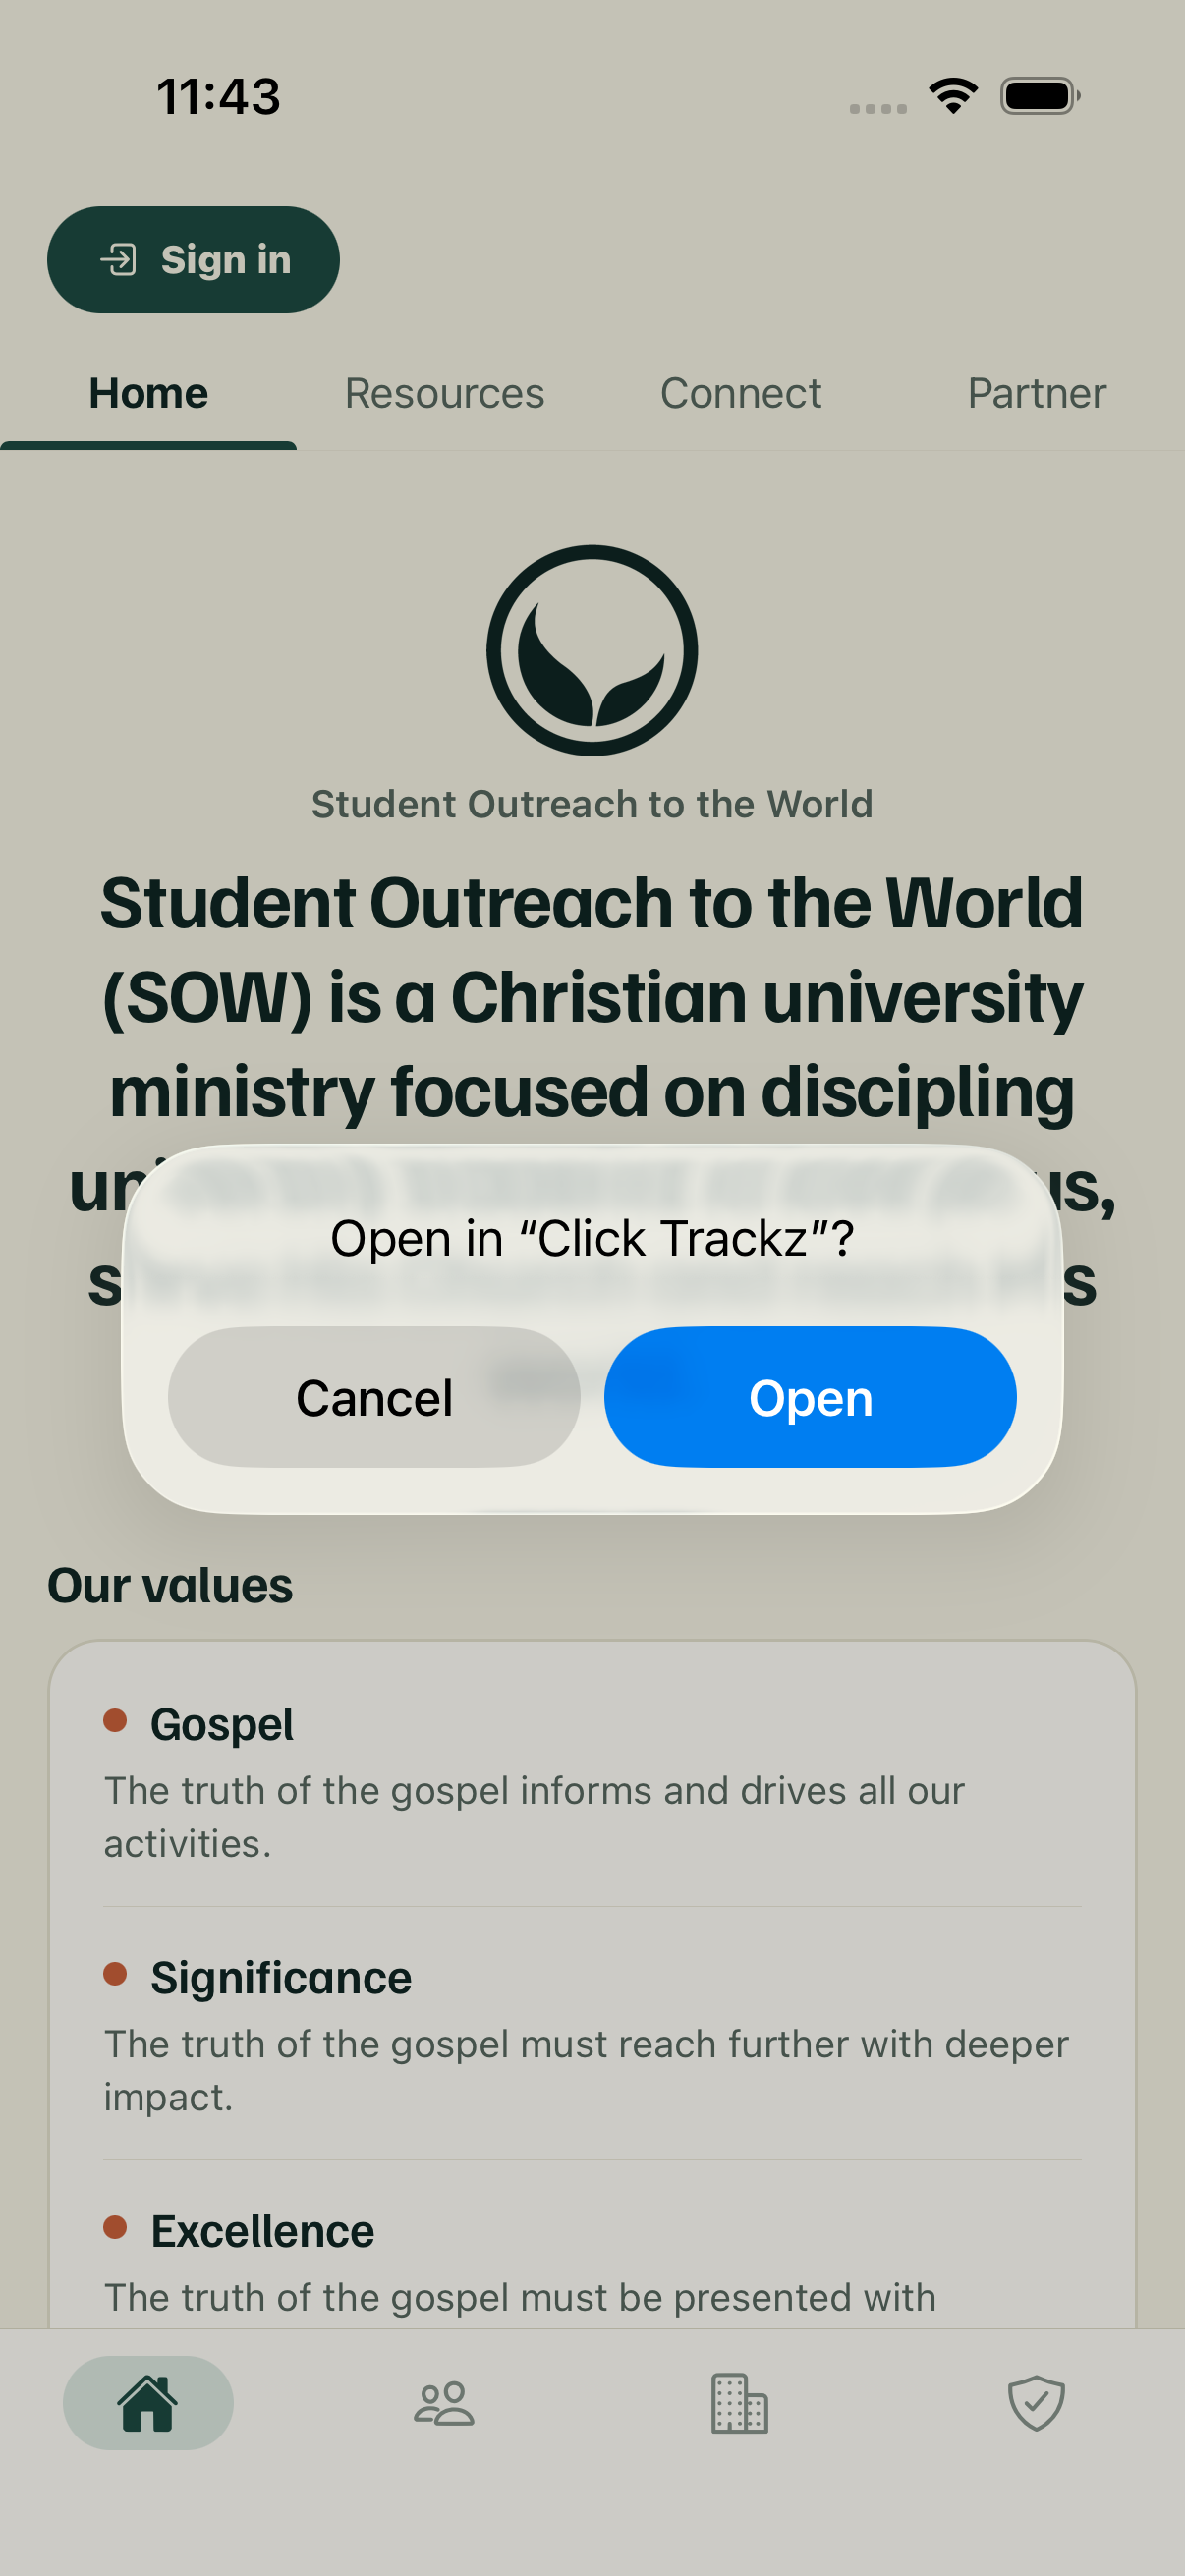 11:43
Sign in
Home Resources Connect Partner
Student Outreach to the World
Student Outreach to the World
(SOW) is a Christian university
ministry focused on discipling
us,
s
Open in “Click Trackz”?
Cancel Open
Our values
Gospel
The truth of the gospel informs and drives all our
activities.
Significance
The truth of the gospel must reach further with deeper
impact.
Excellence
The truth of the gospel must be presented with